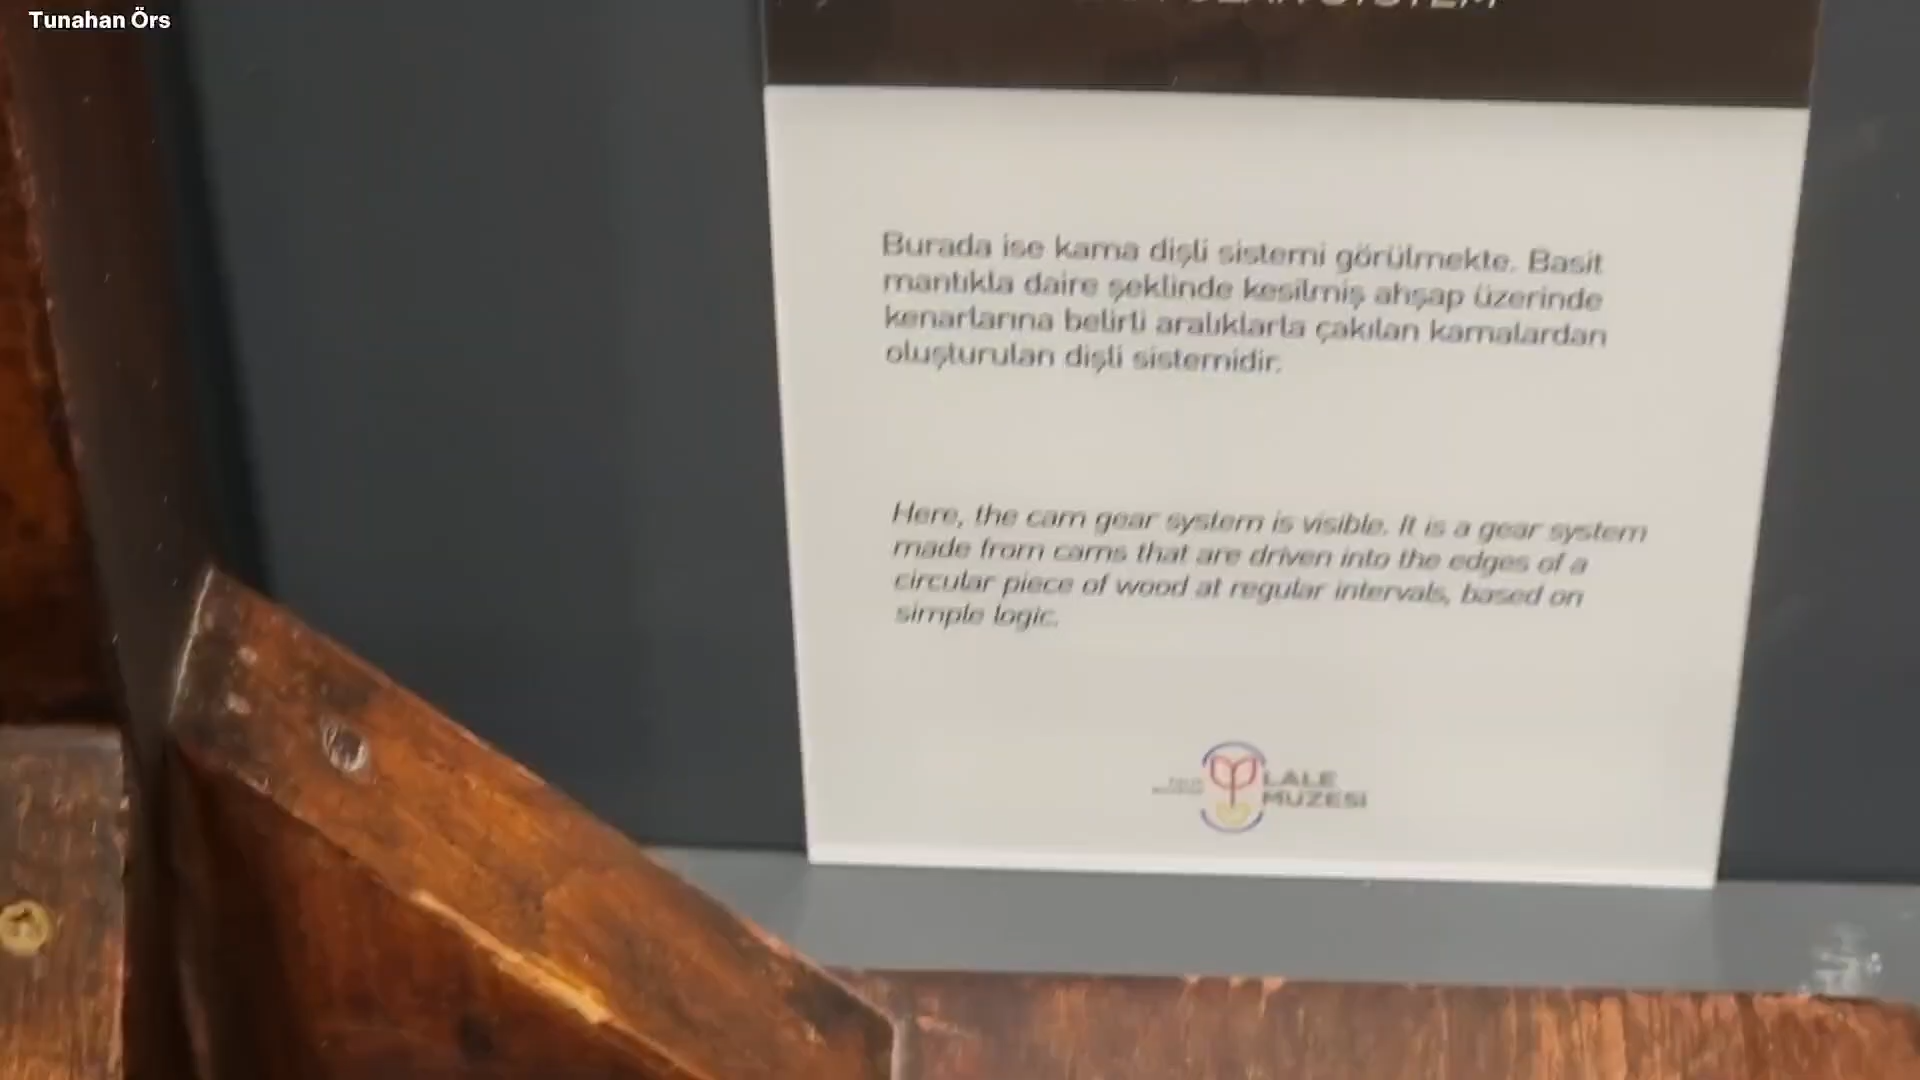 Tunahan Örs
SYSTEM
Burada ise kama dişli sistemi görülmekte. Basit
mantıkla daire şeklinde kesilmiş ahşap üzerinde
kenarlarına belirli aralıklarla çakılan kamalardan
oluşturulan dişli sistemidir.
Here, the cam gear system is visible. It is a gear system
made from cams that are driven into the edges of a
circular piece of wood at regular intervals, based on
simple logic.
LALE
MÜZESİ